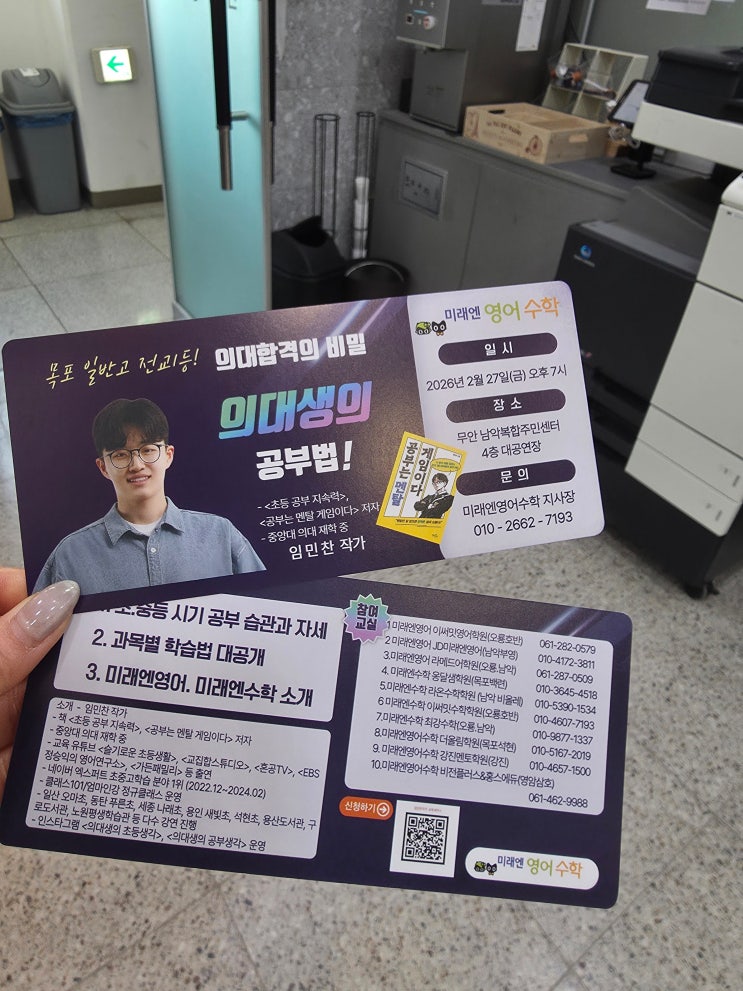 목포 일반고 전교1등!
의대합격의 비밀
의대생의
공부법!
- <초등 공부 지속력>,
<공부는 멘탈 게임이다> 저자
- 중앙대 의대 재학 중
임민찬 작가
공부는 멘탈
게임이다
미래엔 영어 수학
일 시
2026년 2월 27일(금) 오후 7시
장 소
무안 남악복합주민센터
4층 대공연장
문 의
미래엔영어수학 지사장
010 - 2662 - 7193
1. 초.중등 시기 공부 습관과 자세
2. 과목별 학습법 대공개
3. 미래엔영어. 미래엔수학 소개
소개 - 임민찬 작가
- 책 <초등 공부 지속력>, <공부는 멘탈 게임이다> 저자
- 중앙대 의대 재학 중
- 교육 유튜브 <슬기로운 초등생활>, <교집합스튜디오>, <혼공TV>, <EBS
정승익의 영어연구소>, <가든패밀리> 등 출연
- 네이버 엑스퍼트 초중고학습 분야 1위 (2022.12~2024.02)
- 클래스101/엄마인강 정규클래스 운영
- 일산 오마초, 동탄 푸른초, 세종 나래초, 용인 새빛초, 석현초, 용산도서관, 구
로도서관, 노원평생학습관 등 다수 강연 진행
- 인스타그램 <의대생의 초등생각>, <의대생의 공부생각> 운영
참여
교실
1 미래엔영어 이써밋영어학원(오룡호반) 061-282-0579
2 미래엔영어 JD미래엔영어(남악부영) 010-4172-3811
3.미래엔영어 라메드어학원(오룡.남악) 061-287-0509
4. 미래엔수학 옹달샘학원(목포백련) 010-3645-4518
5.미래엔수학 라온수학학원 (남악 비울레) 010-5390-1534
6 미래엔수학 이써밋수학학원(오룡호반) 010-4607-7193
7.미래엔수학 최강수학(오룡.남악) 010-9877-1337
8.미래엔수학 더올림학원(목포석현) 010-5167-2019
9. 미래엔수학 강진멘토학원(강진) 010-4657-1500
10.미래엔수학 비전플러스&홍스에듀(영암삼호)
061-462-9988
신청하기
미래엔 영어 수학